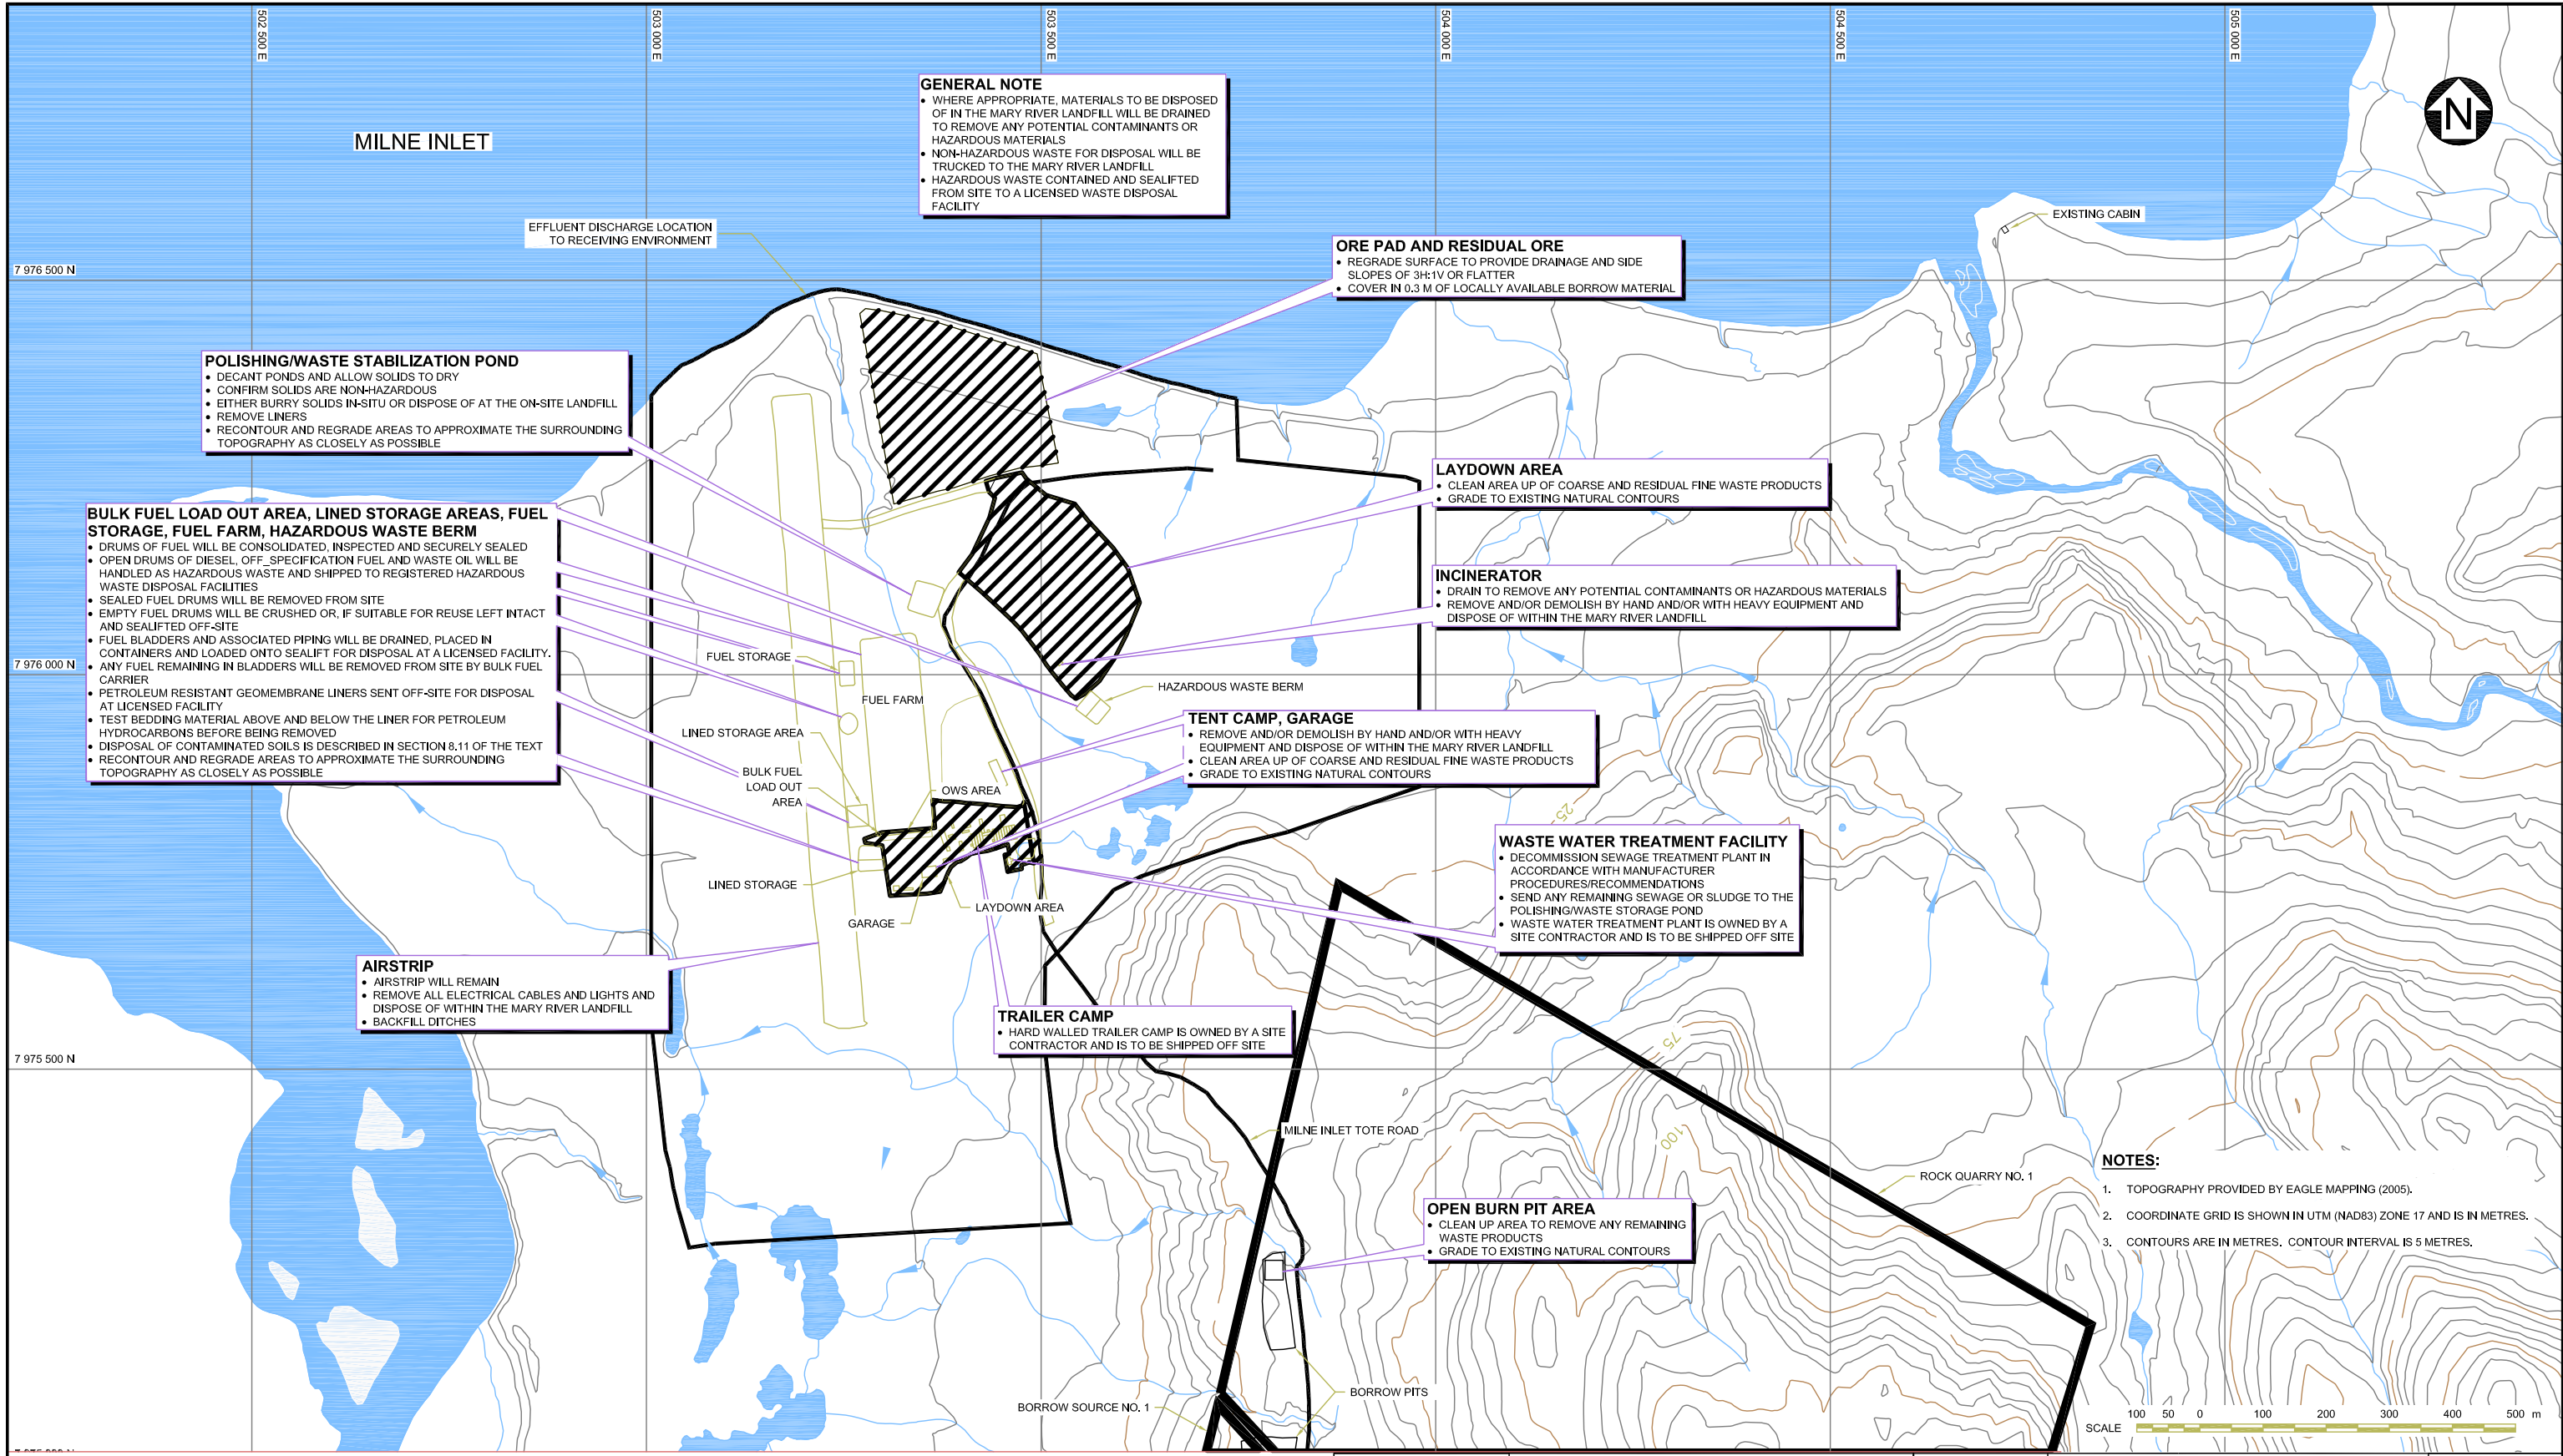 502 500 E
503 000 E
503 500 E
504 000 E
504 500 E
505 000 E
N
MILNE INLET
GENERAL NOTE
• WHERE APPROPRIATE, MATERIALS TO BE DISPOSED
OF IN THE MARY RIVER LANDFILL WILL BE DRAINED
TO REMOVE ANY POTENTIAL CONTAMINANTS OR
HAZARDOUS MATERIALS
• NON-HAZARDOUS WASTE FOR DISPOSAL WILL BE
TRUCKED TO THE MARY RIVER LANDFILL
• HAZARDOUS WASTE CONTAINED AND SEALIFTED
FROM SITE TO A LICENSED WASTE DISPOSAL
FACILITY
EFFLUENT DISCHARGE LOCATION
TO RECEIVING ENVIRONMENT
EXISTING CABIN
7 976 500 N
ORE PAD AND RESIDUAL ORE
• REGRADE SURFACE TO PROVIDE DRAINAGE AND SIDE
SLOPES OF 3H:1V OR FLATTER
• COVER IN 0.3 M OF LOCALLY AVAILABLE BORROW MATERIAL
POLISHING/WASTE STABILIZATION POND
• DECANT PONDS AND ALLOW SOLIDS TO DRY
• CONFIRM SOLIDS ARE NON-HAZARDOUS
• EITHER BURRY SOLIDS IN-SITU OR DISPOSE OF AT THE ON-SITE LANDFILL
• REMOVE LINERS
• RECONTOUR AND REGRADE AREAS TO APPROXIMATE THE SURROUNDING
TOPOGRAPHY AS CLOSELY AS POSSIBLE
LAYDOWN AREA
• CLEAN AREA UP OF COARSE AND RESIDUAL FINE WASTE PRODUCTS
• GRADE TO EXISTING NATURAL CONTOURS
BULK FUEL LOAD OUT AREA, LINED STORAGE AREAS, FUEL
STORAGE, FUEL FARM, HAZARDOUS WASTE BERM
• DRUMS OF FUEL WILL BE CONSOLIDATED, INSPECTED AND SECURELY SEALED
• OPEN DRUMS OF DIESEL, OFF_SPECIFICATION FUEL AND WASTE OIL WILL BE
HANDLED AS HAZARDOUS WASTE AND SHIPPED TO REGISTERED HAZARDOUS
WASTE DISPOSAL FACILITIES
• SEALED FUEL DRUMS WILL BE REMOVED FROM SITE
• EMPTY FUEL DRUMS WILL BE CRUSHED OR, IF SUITABLE FOR REUSE LEFT INTACT
AND SEALIFTED OFF-SITE
• FUEL BLADDERS AND ASSOCIATED PIPING WILL BE DRAINED, PLACED IN
CONTAINERS AND LOADED ONTO SEALIFT FOR DISPOSAL AT A LICENSED FACILITY.
• ANY FUEL REMAINING IN BLADDERS WILL BE REMOVED FROM SITE BY BULK FUEL
CARRIER
• PETROLEUM RESISTANT GEOMEMBRANE LINERS SENT OFF-SITE FOR DISPOSAL
AT LICENSED FACILITY
• TEST BEDDING MATERIAL ABOVE AND BELOW THE LINER FOR PETROLEUM
HYDROCARBONS BEFORE BEING REMOVED
• DISPOSAL OF CONTAMINATED SOILS IS DESCRIBED IN SECTION 8.11 OF THE TEXT
• RECONTOUR AND REGRADE AREAS TO APPROXIMATE THE SURROUNDING
TOPOGRAPHY AS CLOSELY AS POSSIBLE
INCINERATOR
• DRAIN TO REMOVE ANY POTENTIAL CONTAMINANTS OR HAZARDOUS MATERIALS
• REMOVE AND/OR DEMOLISH BY HAND AND/OR WITH HEAVY EQUIPMENT AND
DISPOSE OF WITHIN THE MARY RIVER LANDFILL
7 976 000 N
FUEL STORAGE
FUEL FARM
HAZARDOUS WASTE BERM
LINED STORAGE AREA
TENT CAMP, GARAGE
• REMOVE AND/OR DEMOLISH BY HAND AND/OR WITH HEAVY
EQUIPMENT AND DISPOSE OF WITHIN THE MARY RIVER LANDFILL
• CLEAN AREA UP OF COARSE AND RESIDUAL FINE WASTE PRODUCTS
• GRADE TO EXISTING NATURAL CONTOURS
BULK FUEL
LOAD OUT
AREA
OWS AREA
25
WASTE WATER TREATMENT FACILITY
• DECOMMISSION SEWAGE TREATMENT PLANT IN
ACCORDANCE WITH MANUFACTURER
PROCEDURES/RECOMMENDATIONS
• SEND ANY REMAINING SEWAGE OR SLUDGE TO THE
POLISHING/WASTE STORAGE POND
• WASTE WATER TREATMENT PLANT IS OWNED BY A
SITE CONTRACTOR AND IS TO BE SHIPPED OFF SITE
LINED STORAGE
LAYDOWN AREA
GARAGE
AIRSTRIP
• AIRSTRIP WILL REMAIN
• REMOVE ALL ELECTRICAL CABLES AND LIGHTS AND
DISPOSE OF WITHIN THE MARY RIVER LANDFILL
• BACKFILL DITCHES
TRAILER CAMP
• HARD WALLED TRAILER CAMP IS OWNED BY A SITE
CONTRACTOR AND IS TO BE SHIPPED OFF SITE
75
7 975 500 N
100
MILNE INLET TOTE ROAD
ROCK QUARRY NO. 1
NOTES:
1. TOPOGRAPHY PROVIDED BY EAGLE MAPPING (2005).
2. COORDINATE GRID IS SHOWN IN UTM (NAD83) ZONE 17 AND IS IN METRES.
3. CONTOURS ARE IN METRES. CONTOUR INTERVAL IS 5 METRES.
OPEN BURN PIT AREA
• CLEAN UP AREA TO REMOVE ANY REMAINING
WASTE PRODUCTS
• GRADE TO EXISTING NATURAL CONTOURS
BORROW PITS
BORROW SOURCE NO. 1
100 50 0 100 200 300 400 500 m
SCALE